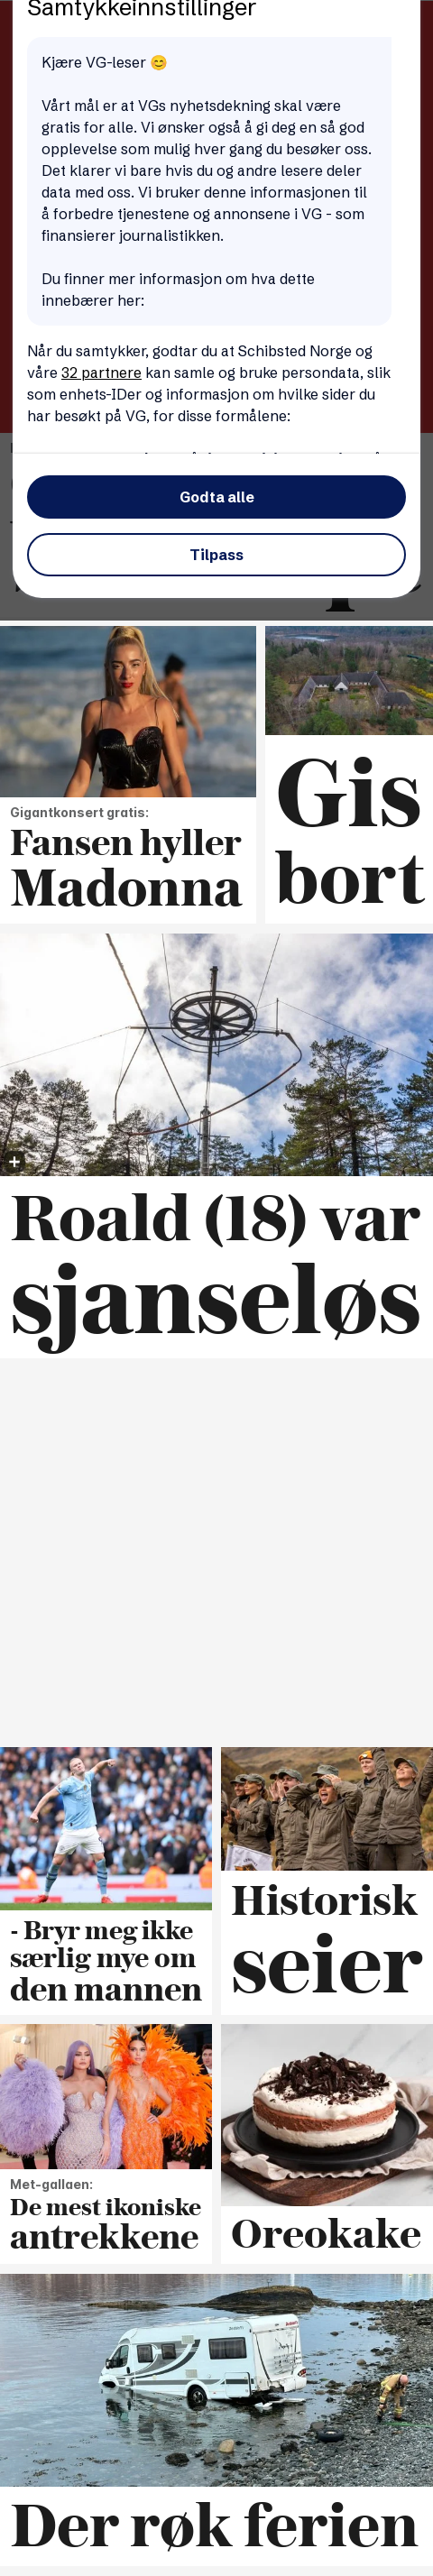 Samtykkeinnstillinger
Kjære VG-leser 😊
Vårt mål er at VGs nyhetsdekning skal være
gratis for alle. Vi ønsker også å gi deg en så god
opplevelse som mulig hver gang du besøker oss.
Det klarer vi bare hvis du og andre lesere deler
data med oss. Vi bruker denne informasjonen til
å forbedre tjenestene og annonsene i VG - som
finansierer journalistikken.
Du finner mer informasjon om hva dette
innebærer her:
Når du samtykker, godtar du at Schibsted Norge og
våre 32 partnere kan samle og bruke persondata, slik
som enhets-IDer og informasjon om hvilke sider du
har besøkt på VG, for disse formålene:
Godta alle
Tilpass
Gigantkonsert gratis:
Fansen hyller
Madonna
Gis
bort
Roald (18) var
sjanseløs
- Bryr meg ikke
særlig mye om
den mannen
Historisk
seier
Met-gallaen:
De mest ikoniske
antrekkene
Oreokake
Der røk ferien